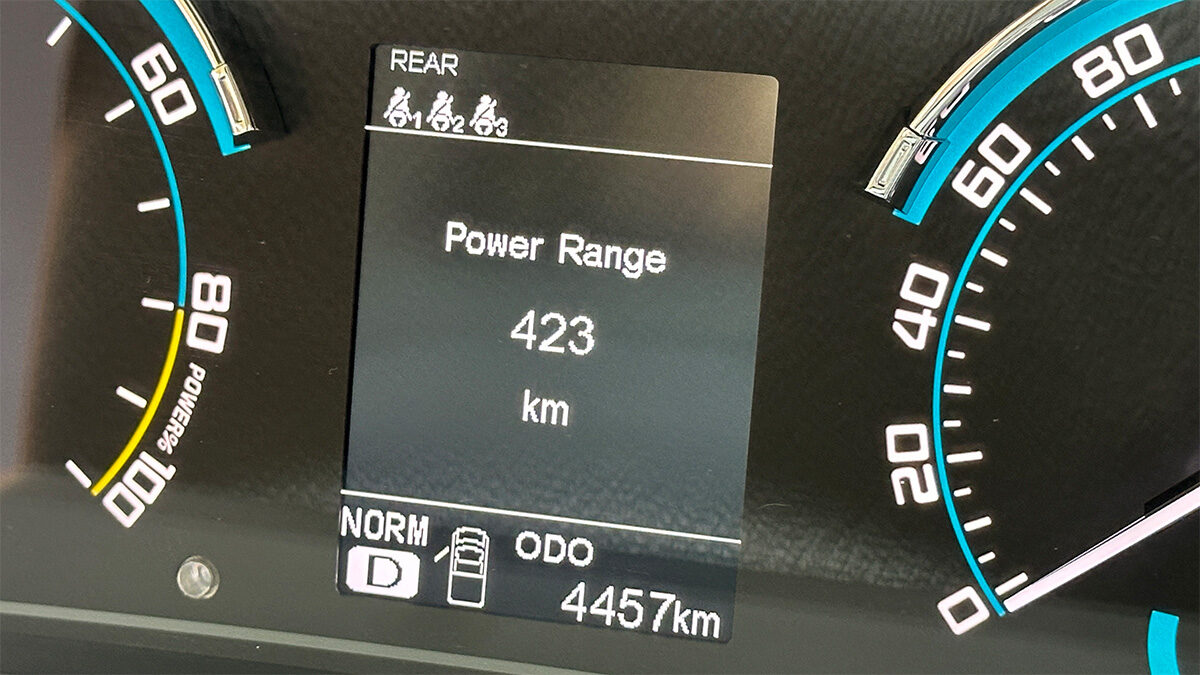 REAR
1 2 3
Power Range
423
km
NORM
D
ODO
4457km
60
80
POWER%
100
80
60
40
20
0